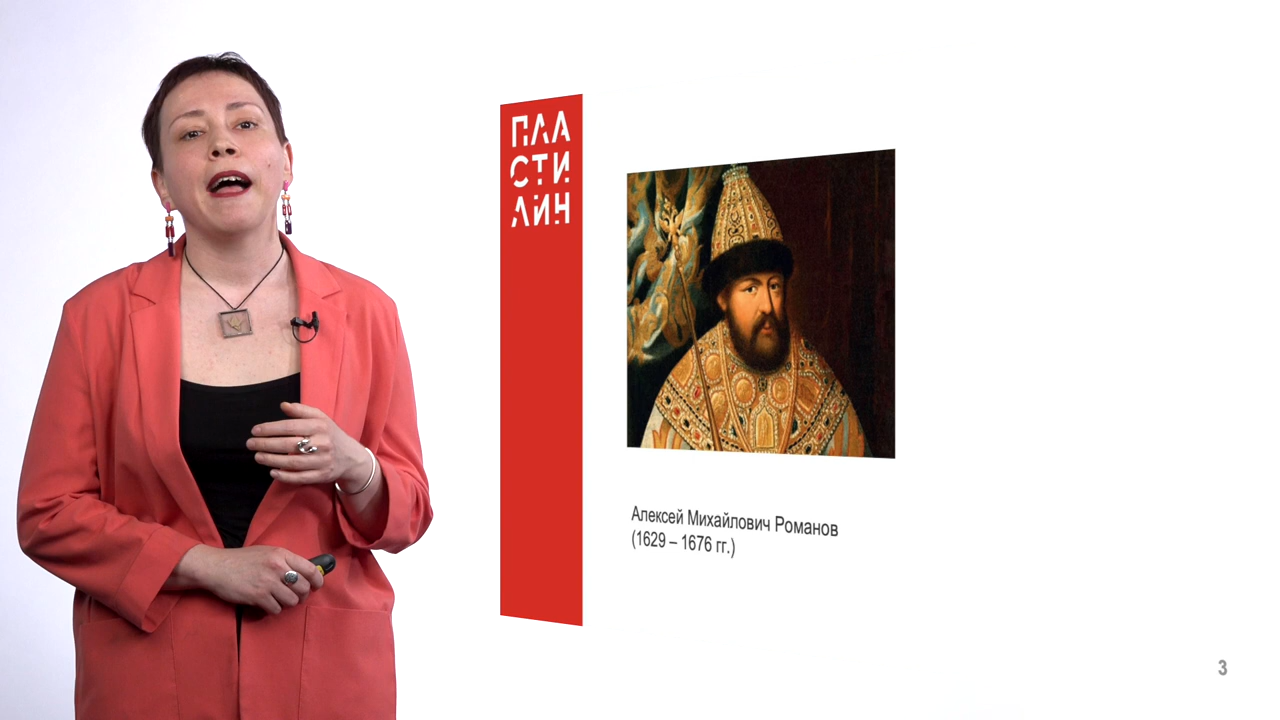 ПЛА
СТИ
ЛИН
Алексей Михайлович Романов
(1629 – 1676 гг.)
3